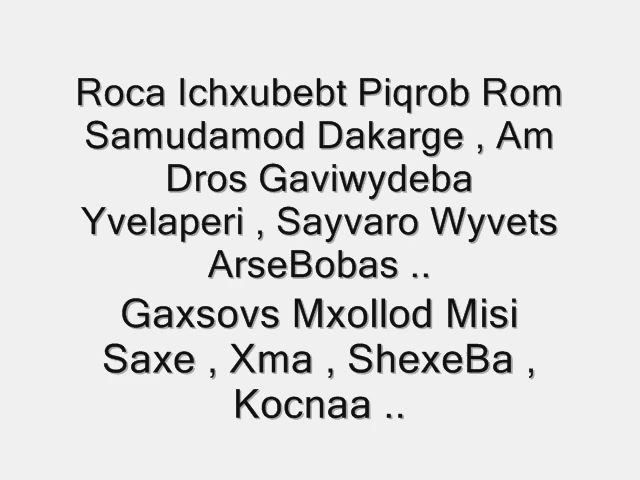 Roca Ichxubebt Piqrob Rom
Samudamod Dakarge , Am
Dros Gaviwydeba
Yvelaperi , Sayvaro Wyvets
ArseBobas ..
Gaxsovs Mxollod Misi
Saxe , Xma , ShexeBa ,
Kocnaa ..